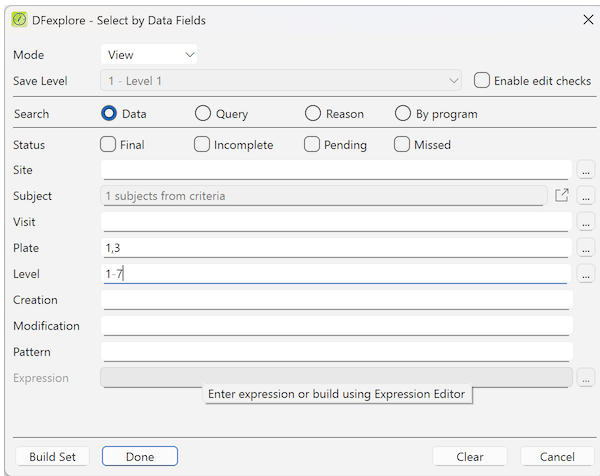 DFexplore - Select by Data Fields
Mode View
Save Level 1 - Level 1 Enable edit checks
Search Data Query Reason By program
Status Final Incomplete Pending Missed
Site ...
Subject 1 subjects from criteria ...
Visit ...
Plate 1,3 ...
Level 1-7 ...
Creation
Modification
Pattern
Expression ...
Enter expression or build using Expression Editor
Build Set Done Clear Cancel